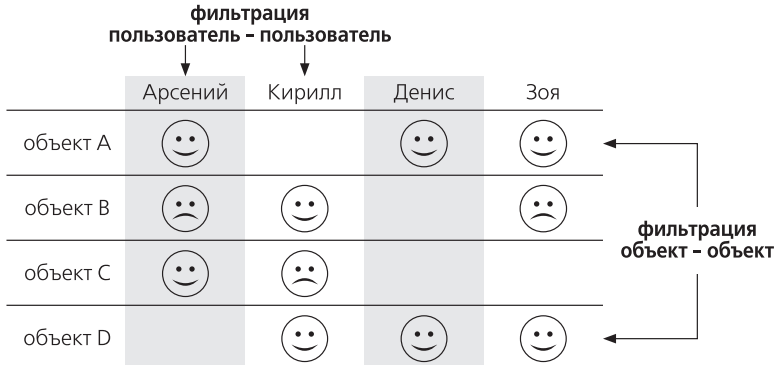 фильтрация
пользователь – пользователь
Арсений Кирилл Денис Зоя
объект A
объект B
фильтрация
объект – объект
объект C
объект D